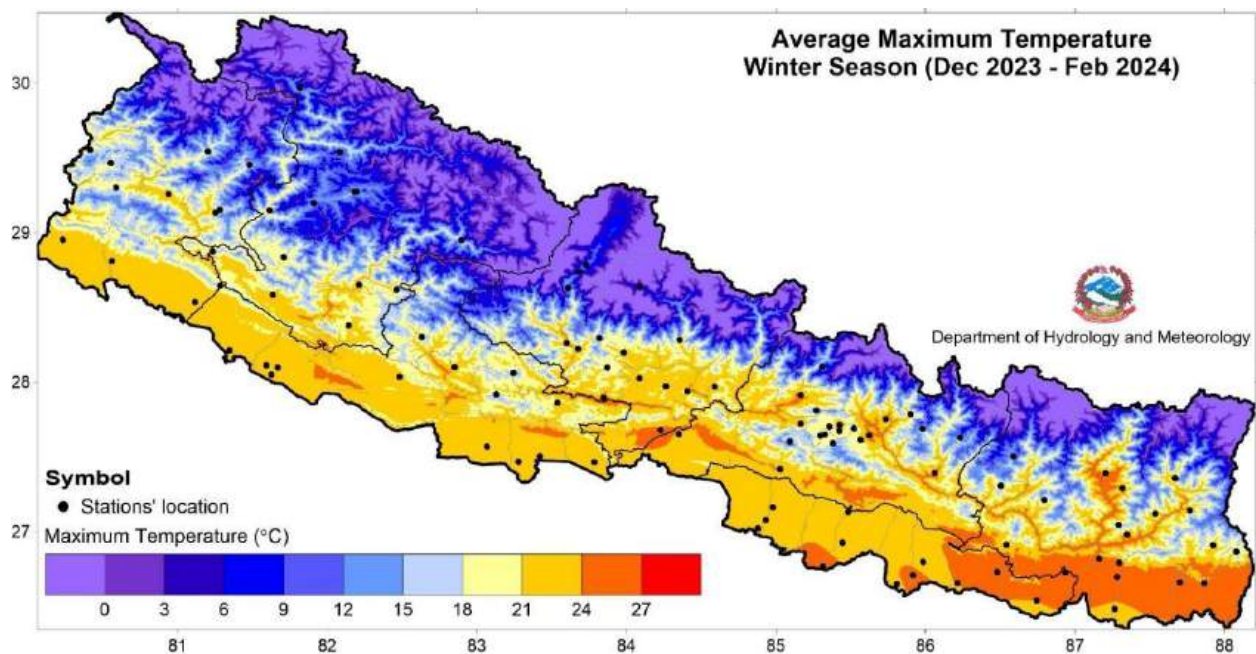 Average Maximum Temperature
Winter Season (Dec 2023 - Feb 2024)
30
29
28
27
Department of Hydrology and Meteorology
Symbol
Stations' location
Maximum Temperature (°C)
0 3 6 9 12 15 18 21 24 27
81 82 83 84 85 86 87 88